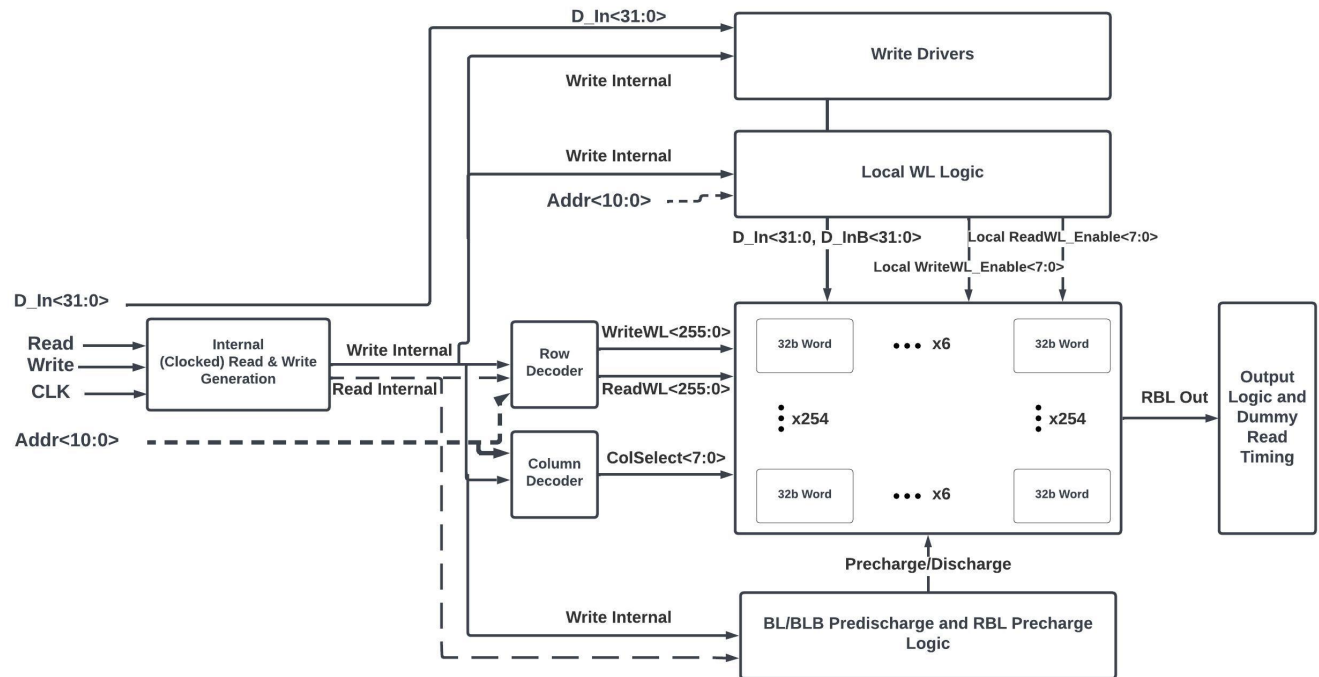 D_In<31:0>
Write Drivers
Write Internal
Write Internal
Local WL Logic
Addr<10:0>
D_In<31:0, D_InB<31:0>
Local ReadWL_Enable<7:0>
Local WriteWL_Enable<7:0>
D_In<31:0>
Read
Write
CLK
Internal
(Clocked) Read & Write
Generation
Write Internal
Read Internal
Addr<10:0>
Row
Decoder
WriteWL<255:0>
ReadWL<255:0>
Column
Decoder
ColSelect<7:0>
32b Word
••• x6
32b Word
x254
x254
32b Word
••• x6
32b Word
RBL Out
Output
Logic and
Dummy
Read
Timing
Precharge/Discharge
Write Internal
BL/BLB Predischarge and RBL Precharge
Logic